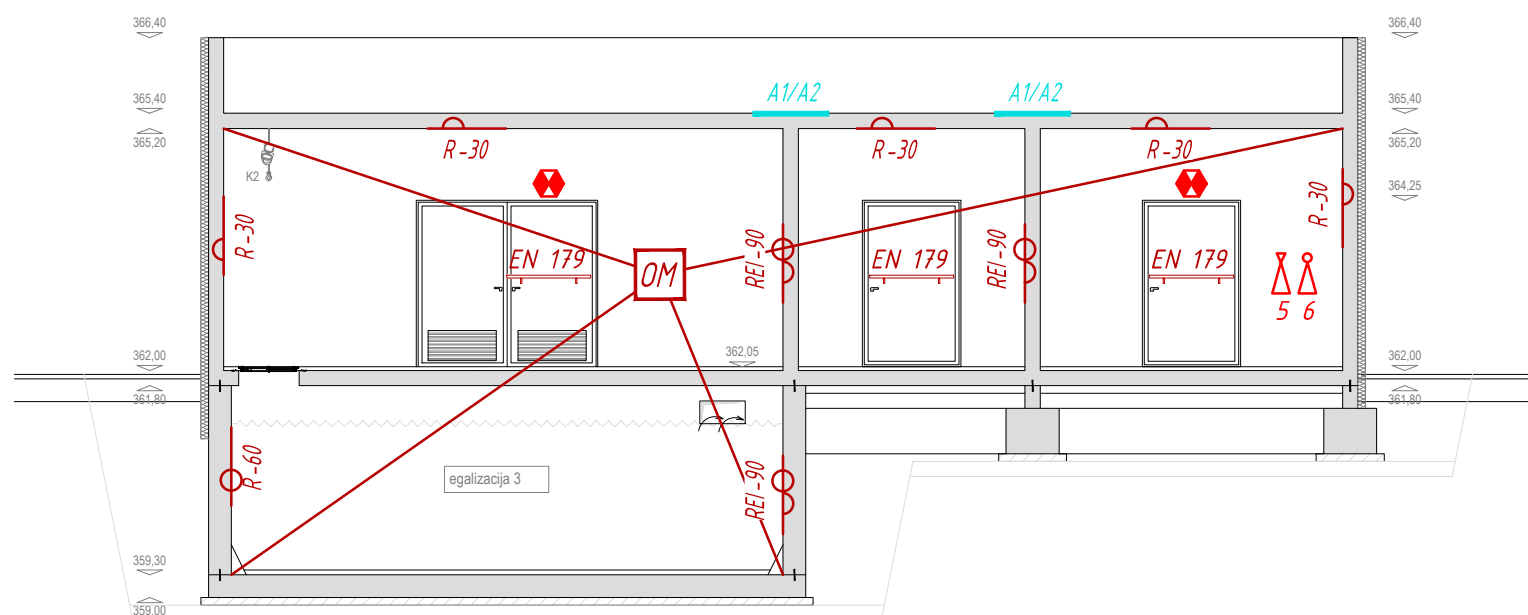 366,40
366,40
A1/A2
A1/A2
365,40
365,40
365,20
365,20
R-30
R-30
R-30
K2
364,25
R-30
R-30
REI-90
REI-90
EN 179
OM
EN 179
EN 179
5 6
362,00
362,05
362,00
361,80
361,80
R-60
REI-90
egalizacija 3
359,30
359,00